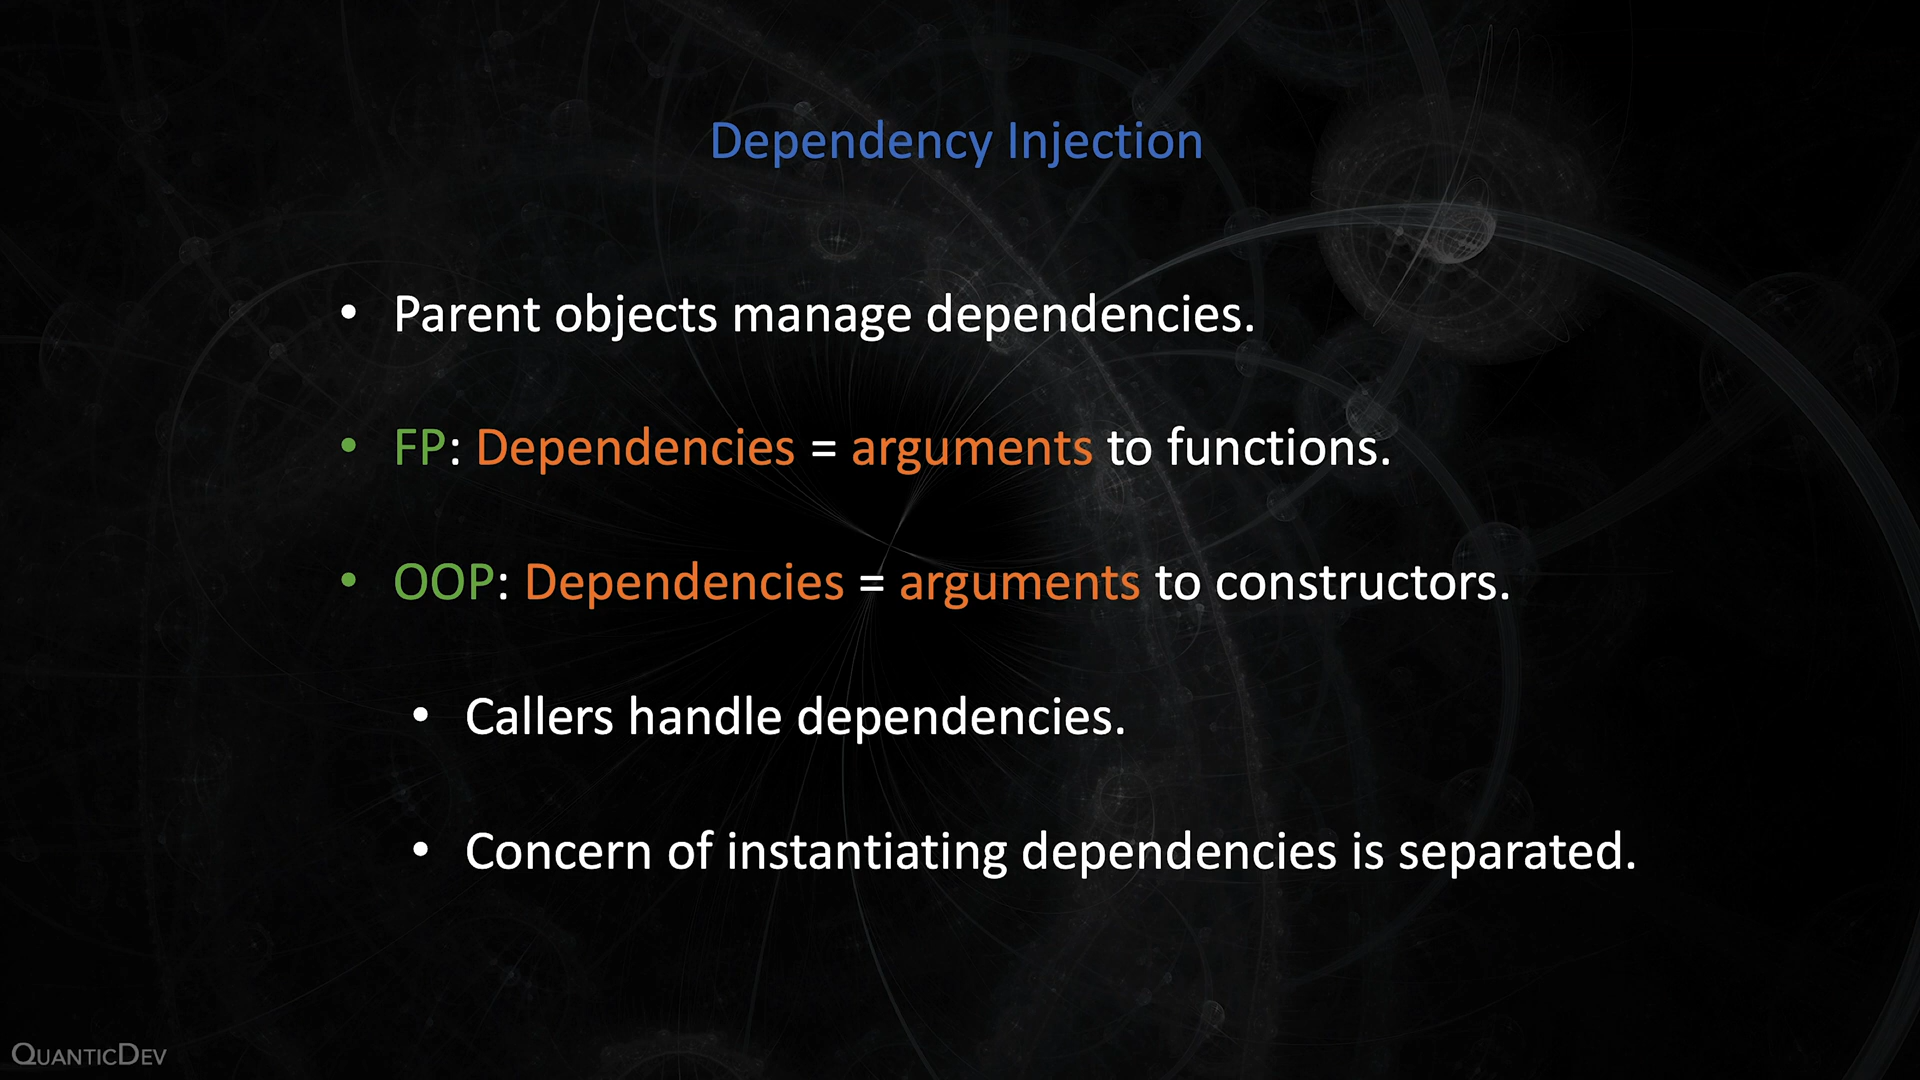 Dependency Injection
• Parent objects manage dependencies.
• FP: Dependencies = arguments to functions.
• OOP: Dependencies = arguments to constructors.
• Callers handle dependencies.
• Concern of instantiating dependencies is separated.
QUANTICDEV